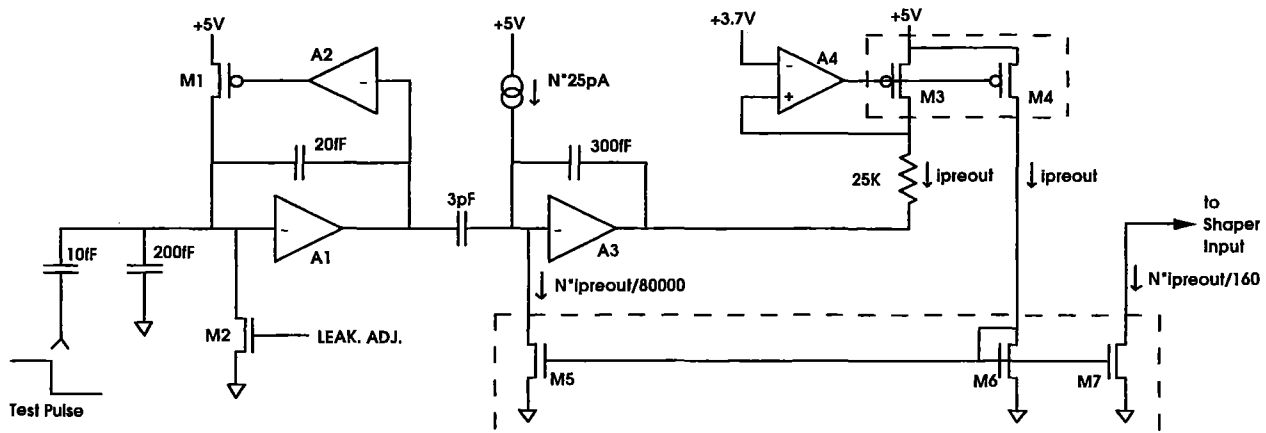 +5V
A2
M1
20fF
10fF
200fF
A1
M2
LEAK. ADJ.
Test Pulse
+5V
N*25pA
300fF
3pF
A3
N*ipreout/80000
M5
+3.7V
-
+
A4
+5V
M3
M4
25K
ipreout
ipreout
to
Shaper
Input
N*ipreout/160
M6
M7